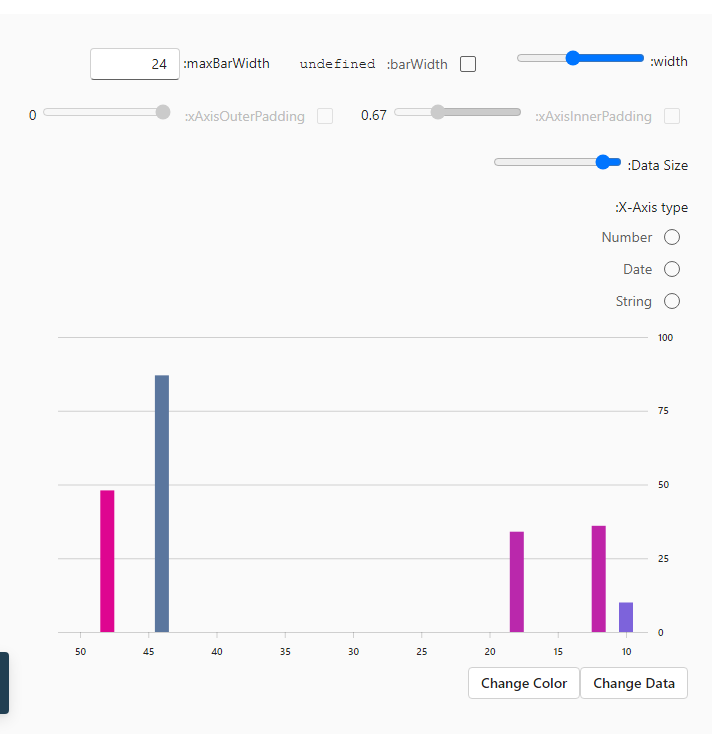 :width
undefined :barWidth
24 :maxBarWidth
0.67 :xAxisInnerPadding
0 :xAxisOuterPadding
:Data Size
:X-Axis type
Number
Date
String
100
75
50
25
0
50 45 40 35 30 25 20 15 10
Change Color Change Data